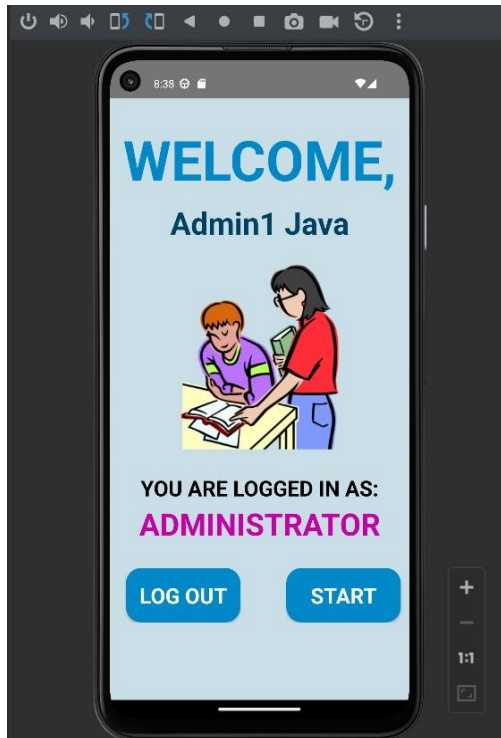 8:38
WELCOME,
Admin1 Java
YOU ARE LOGGED IN AS:
ADMINISTRATOR
LOG OUT START
1:1